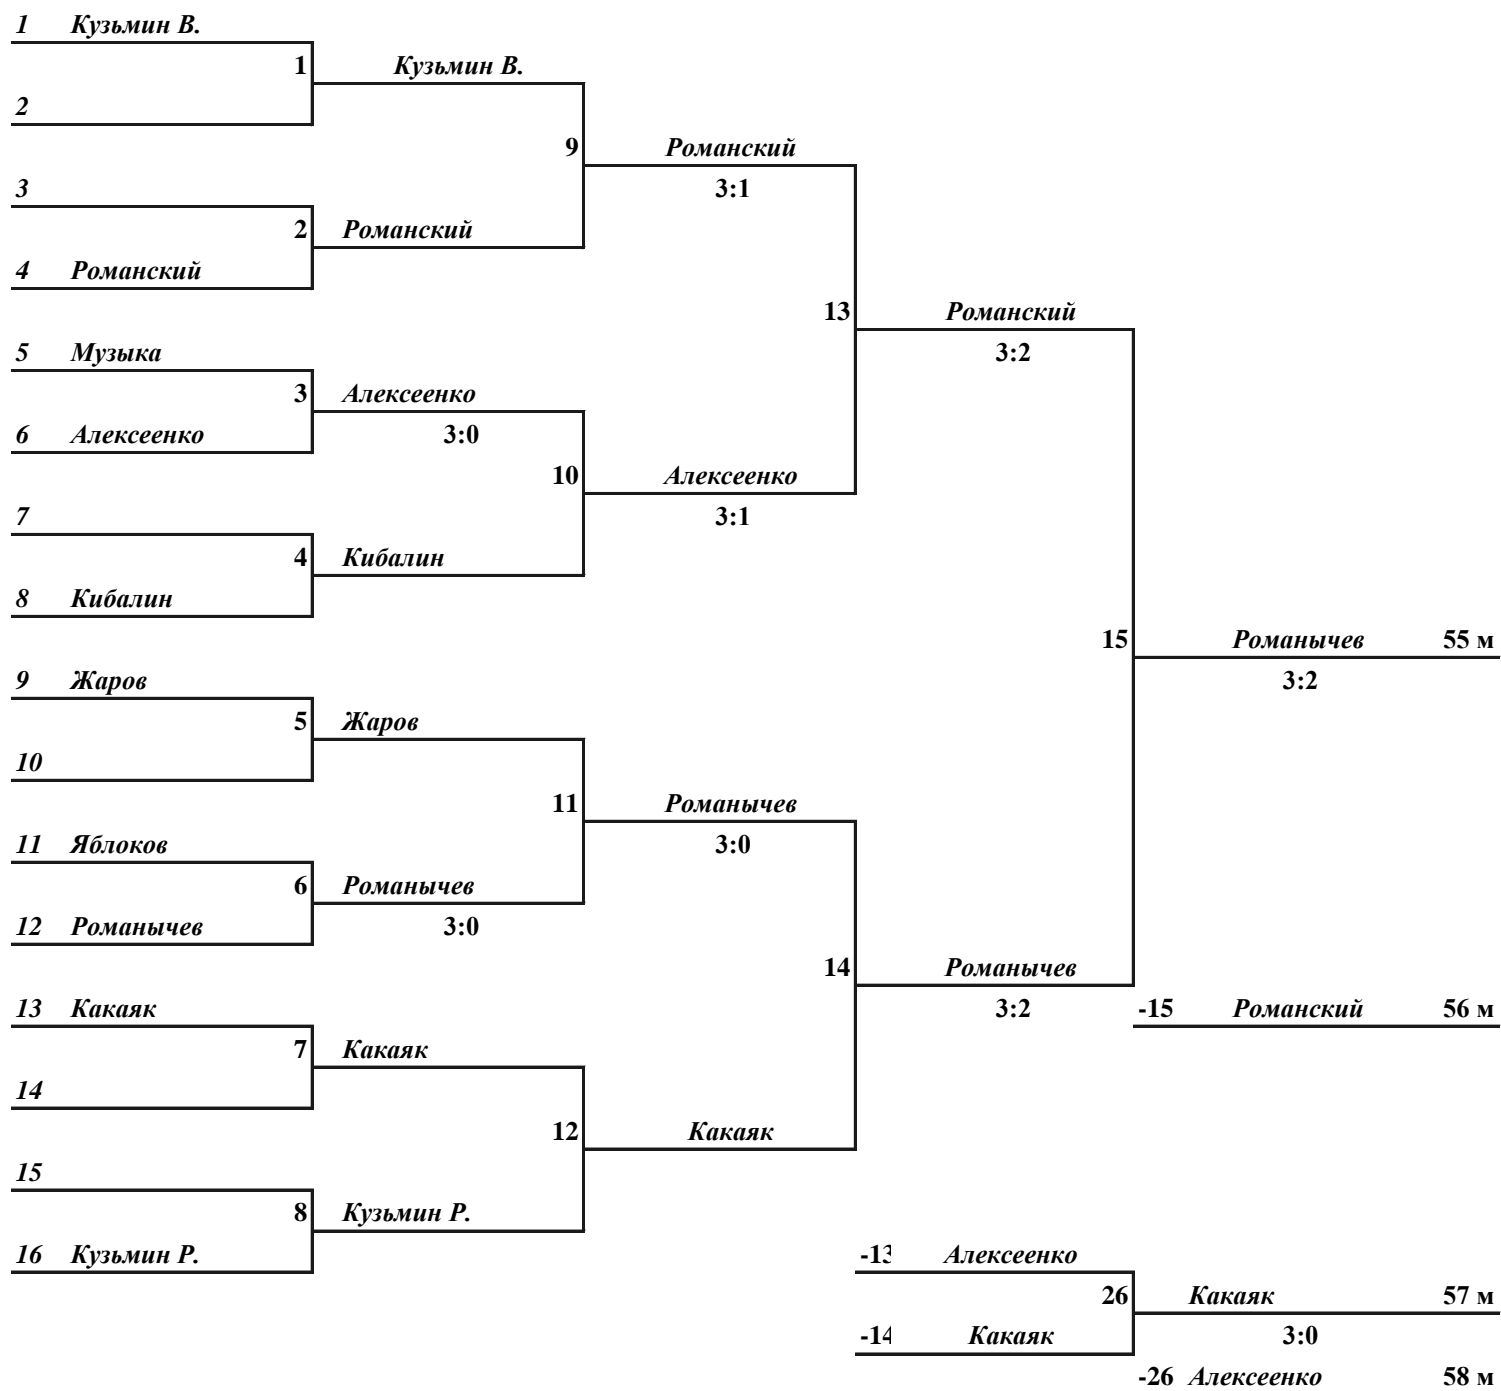 1 Кузьмин В.
1 Кузьмин В.
2
9 Романский
3:1
3
2 Романский
4 Романский
13 Романский
3:2
5 Музыка
3 Алексеенко
3:0
6 Алексеенко
10 Алексеенко
3:1
7
4 Кибалин
8 Кибалин
15 Романычев 55 м
3:2
9 Жаров
5 Жаров
10
11 Романычев
3:0
11 Яблоков
6 Романычев
3:0
12 Романычев
14 Романычев
3:2
-15 Романский 56 м
13 Какаяк
7 Какаяк
14
12 Какаяк
15
8 Кузьмин Р.
16 Кузьмин Р.
-13 Алексеенко
26 Какаяк 57 м
3:0
-14 Какаяк
-26 Алексеенко 58 м